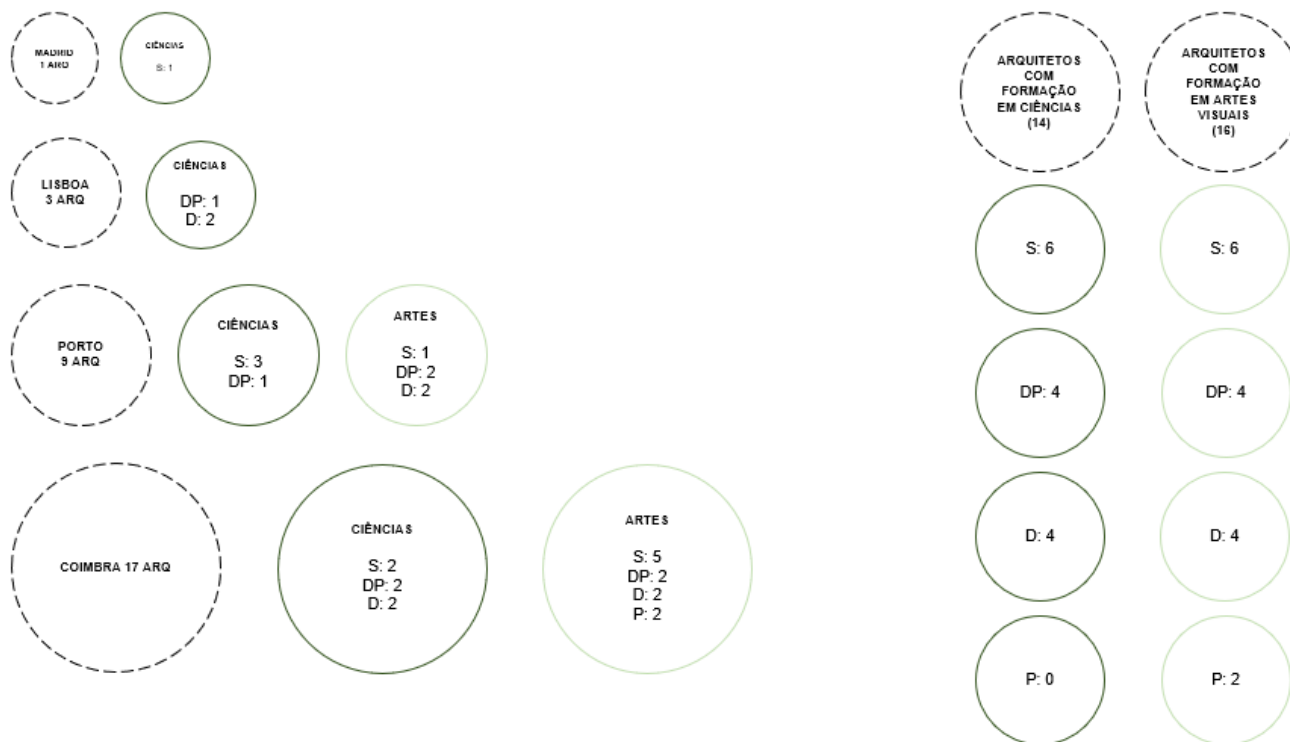 MADRID
1 ARQ
CIÊNCIAS
S: 1
LISBOA
3 ARQ
CIÊNCIAS
DP: 1
D: 2
PORTO
9 ARQ
CIÊNCIAS
S: 3
DP: 1
ARTES
S: 1
DP: 2
D: 2
COIMBRA 17 ARQ
CIÊNCIAS
S: 2
DP: 2
D: 2
ARTES
S: 5
DP: 2
D: 2
P: 2
ARQUITETOS
COM
FORMAÇÃO
EM CIÊNCIAS
(14)
ARQUITETOS
COM
FORMAÇÃO
EM ARTES
VISUAIS
(16)
S: 6
S: 6
DP: 4
DP: 4
D: 4
D: 4
P: 0
P: 2